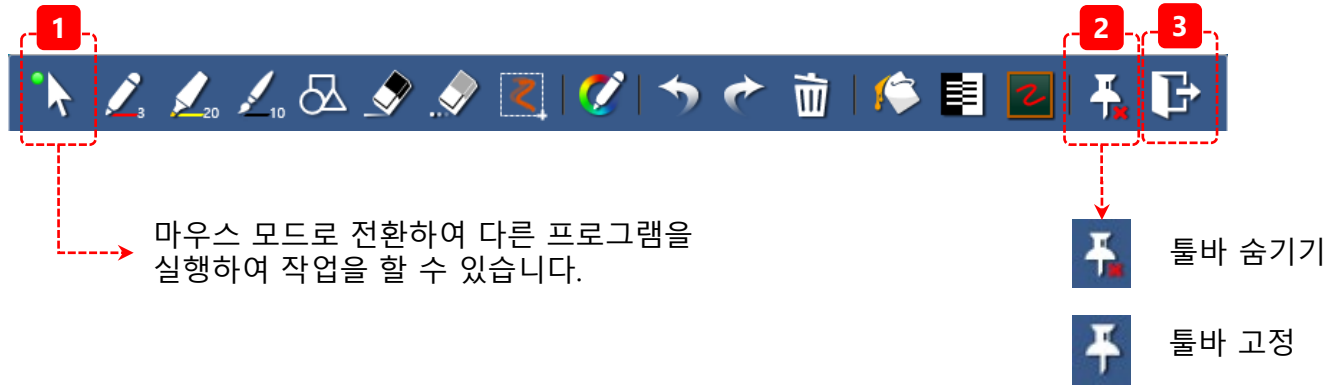 1
2
3
3
20
10
마우스 모드로 전환하여 다른 프로그램을
실행하여 작업을 할 수 있습니다.
툴바 숨기기
툴바 고정